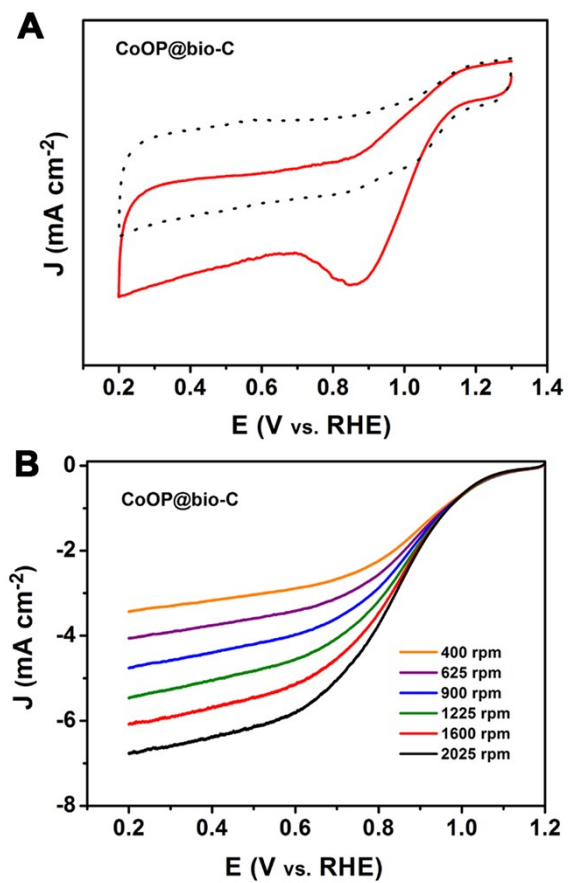 A
CoOP@bio-C
J (mA cm⁻²)
0.2 0.4 0.6 0.8 1.0 1.2 1.4
E (V vs. RHE)
B
CoOP@bio-C
J (mA cm⁻²)
0
-2
-4
-6
-8
400 rpm
625 rpm
900 rpm
1225 rpm
1600 rpm
2025 rpm
0.2 0.4 0.6 0.8 1.0 1.2
E (V vs. RHE)